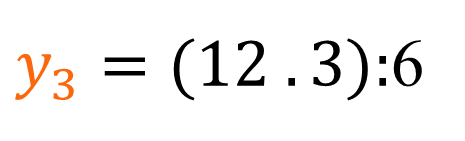 y₃ = (12 . 3):6